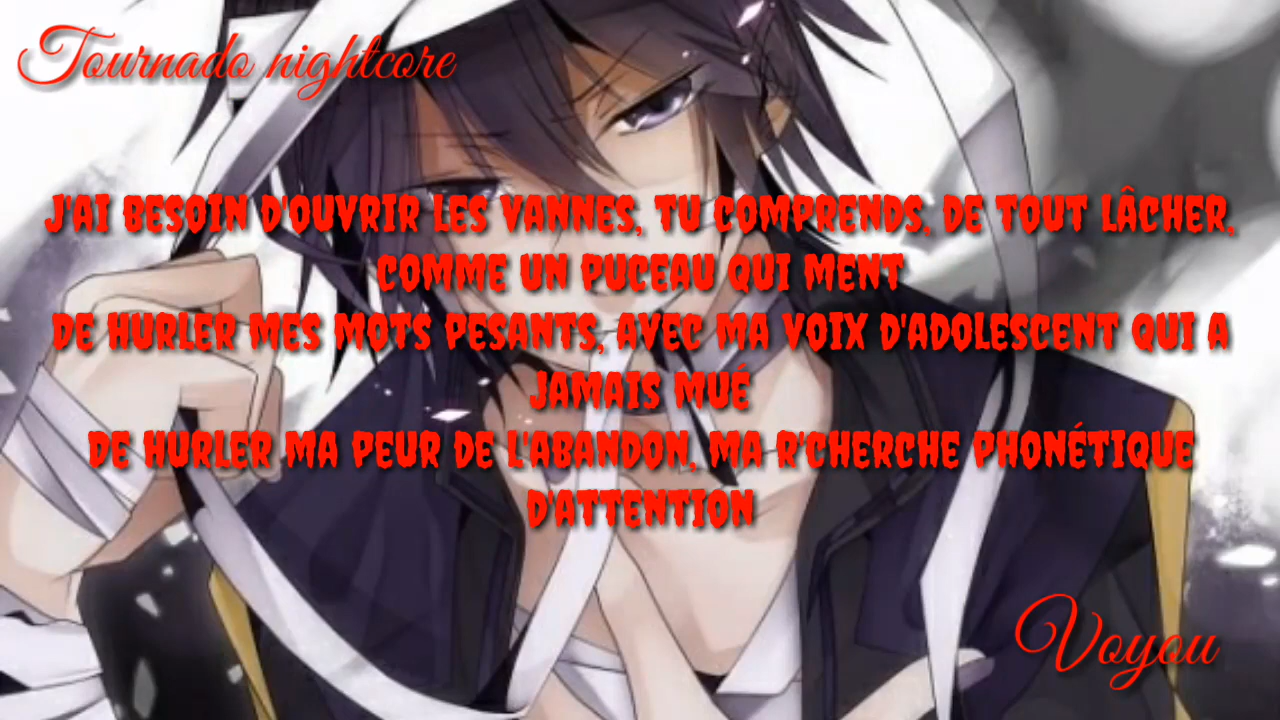 Tournado nightcore
J'AI BESOIN D'OUVRIR LES VANNES, TU COMPRENDS, DE TOUT LÂCHER,
COMME UN PUCEAU QUI MENT
DE HURLER MES MOTS PESANTS, AVEC MA VOIX D'ADOLESCENT QUI A
JAMAIS MUÉ
DE HURLER MA PEUR DE L'ABANDON, MA R'CHERCHE PHONÉTIQUE
D'ATTENTION
Voyou